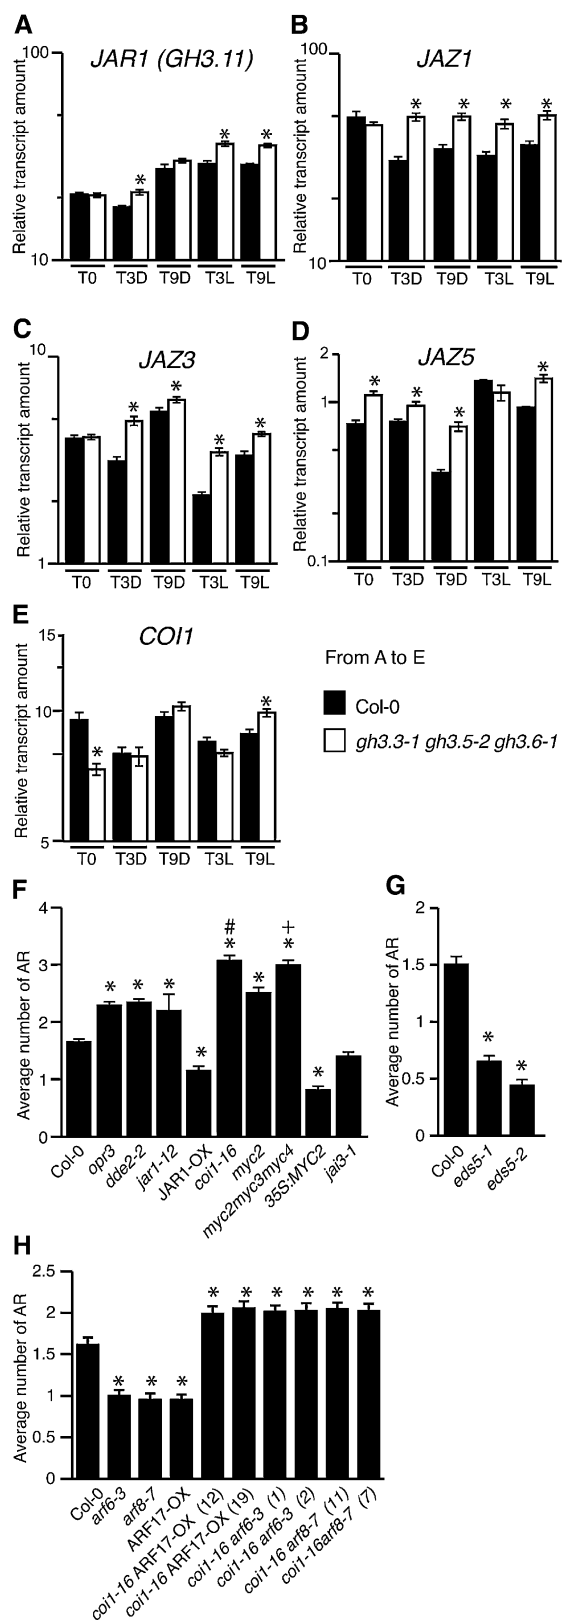 A
JAR1 (GH3.11)
Relative transcript amount
100
10
T0 T3D T9D T3L T9L
* * *
B
JAZ1
Relative transcript amount
100
10
T0 T3D T9D T3L T9L
* * * *
C
JAZ3
Relative transcript amount
10
1
T0 T3D T9D T3L T9L
* * * *
D
JAZ5
Relative transcript amount
2
1
0.1
T0 T3D T9D T3L T9L
* * * *
E
COI1
Relative transcript amount
15
10
5
T0 T3D T9D T3L T9L
* *
From A to E
Col-0
gh3.3-1 gh3.5-2 gh3.6-1
F
Average number of AR
4
3
2
1
0
* * * * # * * + * *
Col-0
opr3
dde2-2
jar1-12
JAR1-OX
coi1-16
myc2
myc2myc3myc4
35S:MYC2
jai3-1
G
Average number of AR
2
1.5
1
0.5
0
* *
Col-0
eds5-1
eds5-2
H
Average number of AR
2.5
2
1.5
1
0.5
0
* * * * * * * * *
Col-0
arf6-3
arf8-7
ARF17-OX
coi1-16 ARF17-OX (12)
coi1-16 ARF17-OX (19)
coi1-16 arf6-3 (1)
coi1-16 arf6-3 (2)
coi1-16 arf8-7 (11)
coi1-16arf8-7 (7)